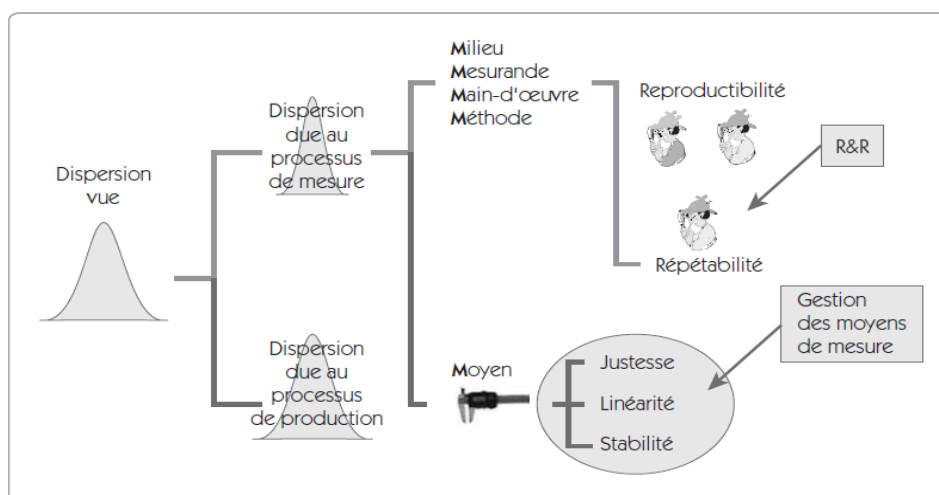 Dispersion
vue
Dispersion
due au
processus
de mesure
Dispersion
due au
processus
de production
Milieu
Mesurande
Main-d'œuvre
Méthode
Moyen
Reproductibilité
Répétabilité
R&R
Justesse
Linéarité
Stabilité
Gestion
des moyens
de mesure